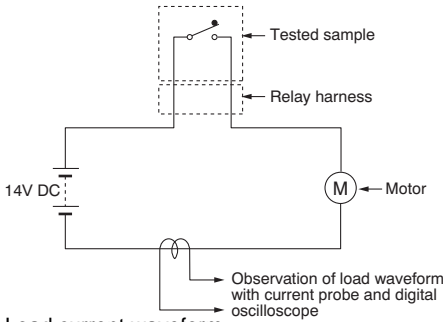 Tested sample
Relay harness
14V DC
M
Motor
Observation of load waveform
with current probe and digital
oscilloscope